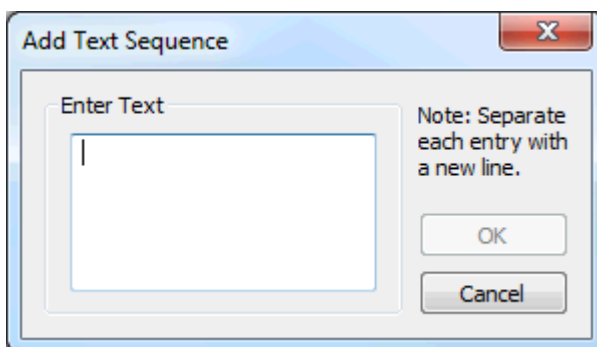 Add Text Sequence
Enter Text
Note: Separate
each entry with
a new line.
OK
Cancel